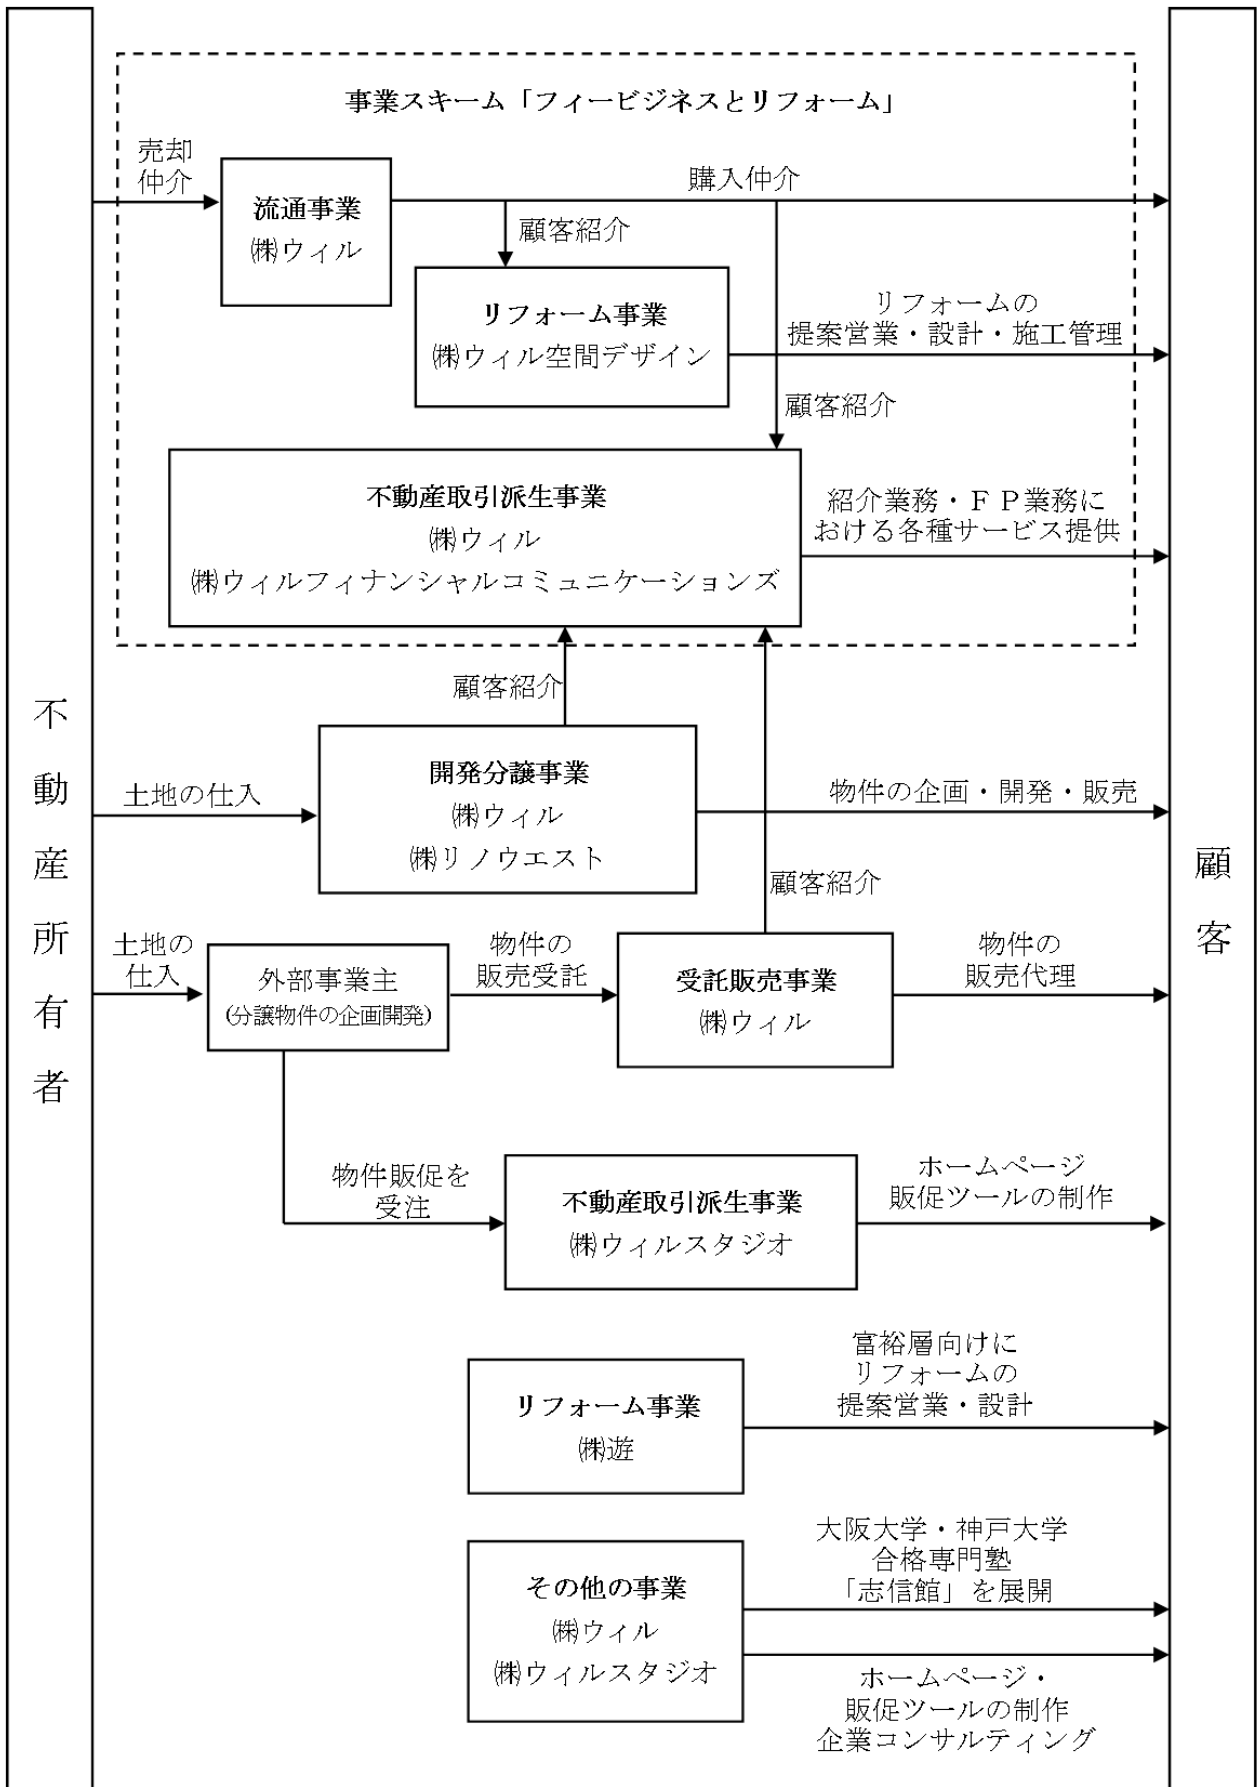 事業スキーム「フィービジネスとリフォーム」
売却
仲介
流通事業
㈱ウィル
購入仲介
顧客紹介
リフォーム事業
㈱ウィル空間デザイン
リフォームの
提案営業・設計・施工管理
顧客紹介
不動産取引派生事業
㈱ウィル
㈱ウィルフィナンシャルコミュニケーションズ
紹介業務・ＦＰ業務に
おける各種サービス提供
顧客紹介
不動産所有者
顧客
土地の仕入
開発分譲事業
㈱ウィル
㈱リノウエスト
物件の企画・開発・販売
顧客紹介
土地の
仕入
外部事業主
(分譲物件の企画開発)
物件の
販売受託
受託販売事業
㈱ウィル
物件の
販売代理
物件販促を
受注
不動産取引派生事業
㈱ウィルスタジオ
ホームページ
販促ツールの制作
リフォーム事業
㈱遊
富裕層向けに
リフォームの
提案営業・設計
その他の事業
㈱ウィル
㈱ウィルスタジオ
大阪大学・神戸大学
合格専門塾
「志信館」を展開
ホームページ・
販促ツールの制作
企業コンサルティング